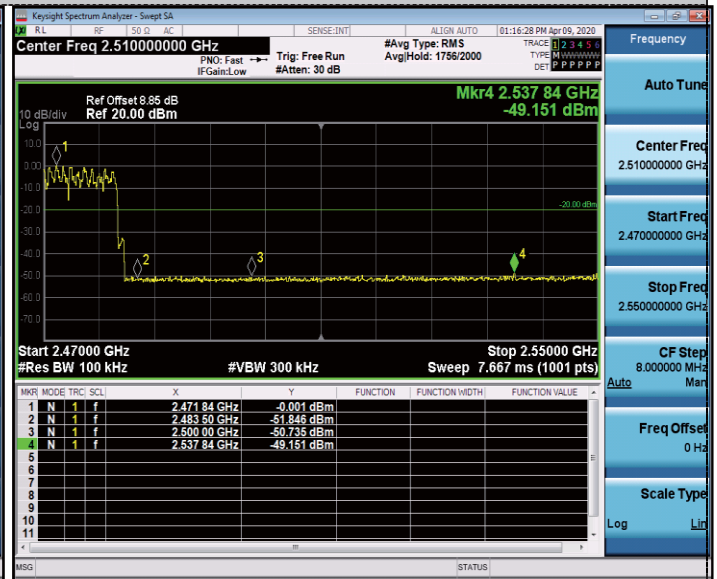 Keysight Spectrum Analyzer - Swept SA
RL RF 50 Ω AC SENSE:INT ALIGN AUTO 01:16:28 PM Apr 09, 2020
Center Freq 2.510000000 GHz #Avg Type: RMS TRACE 1 2 3 4 5 6
PNO: Fast Trig: Free Run Avg|Hold: 1756/2000 TYPE M W W W W W
IFGain:Low #Atten: 30 dB DET P P P P P P
Mkr4 2.537 84 GHz
-49.151 dBm
Ref Offset 8.85 dB
10 dB/div Ref 20.00 dBm
Log
10.0
0.00
-10.0
-20.0
-30.0
-40.0
-50.0
-60.0
-70.0
1
2
3
4
-20.00 dBm
Start 2.47000 GHz Stop 2.55000 GHz
#Res BW 100 kHz #VBW 300 kHz Sweep 7.667 ms (1001 pts)
MKR MODE TRC SCL X Y FUNCTION FUNCTION WIDTH FUNCTION VALUE
1 N 1 f 2.471 84 GHz -0.001 dBm
2 N 1 f 2.483 50 GHz -51.846 dBm
3 N 1 f 2.500 00 GHz -50.735 dBm
4 N 1 f 2.537 84 GHz -49.151 dBm
5
6
7
8
9
10
11
MSG STATUS
Frequency
Auto Tune
Center Freq
2.510000000 GHz
Start Freq
2.470000000 GHz
Stop Freq
2.550000000 GHz
CF Step
8.000000 MHz
Auto Man
Freq Offset
0 Hz
Scale Type
Log Lin